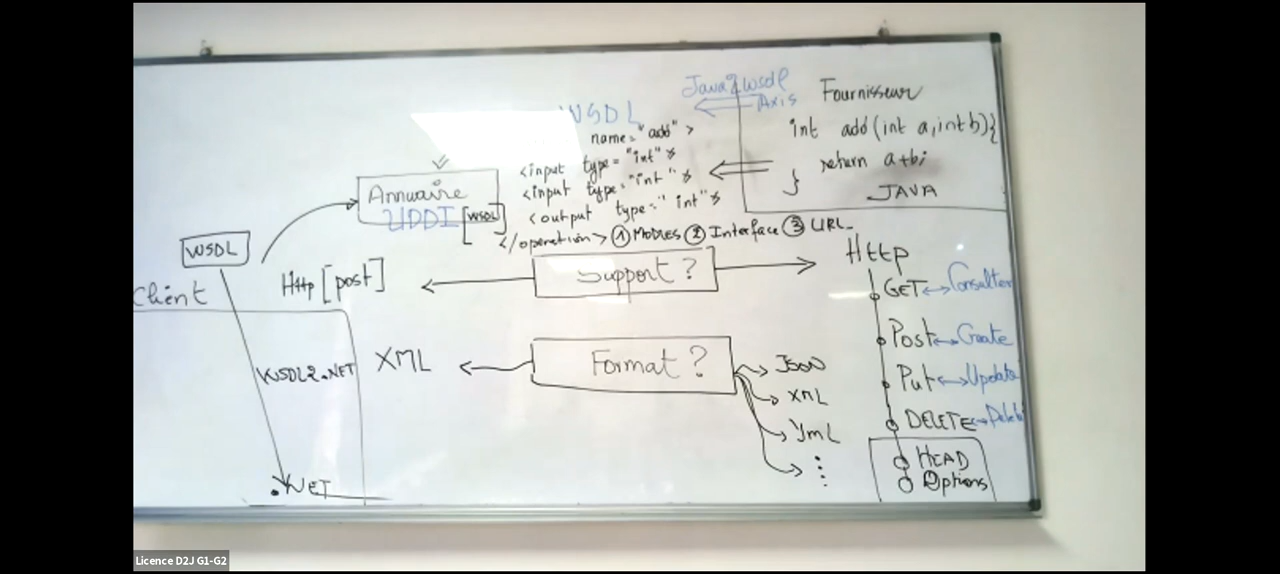 Java2wsdl
Axis
WSDL
Fournisseur
name="add">
int add(int a, int b){
<input type="int">
return a+b;
<input type="int">
}
JAVA
<output type="int">
</operation> ① Modles ② Interface ③ URL
Annuaire
UDDI [WSDL]
WSDL
Client
Http [post]
Support ?
Http
GET ↔ Consulter
Post ↔ Create
Put ↔ Update
DELETE ↔ Delete
HEAD
Options
WSDL2.NET
XML
Format ?
JSON
XML
YML
⋮
.NET
Licence D2J G1-G2